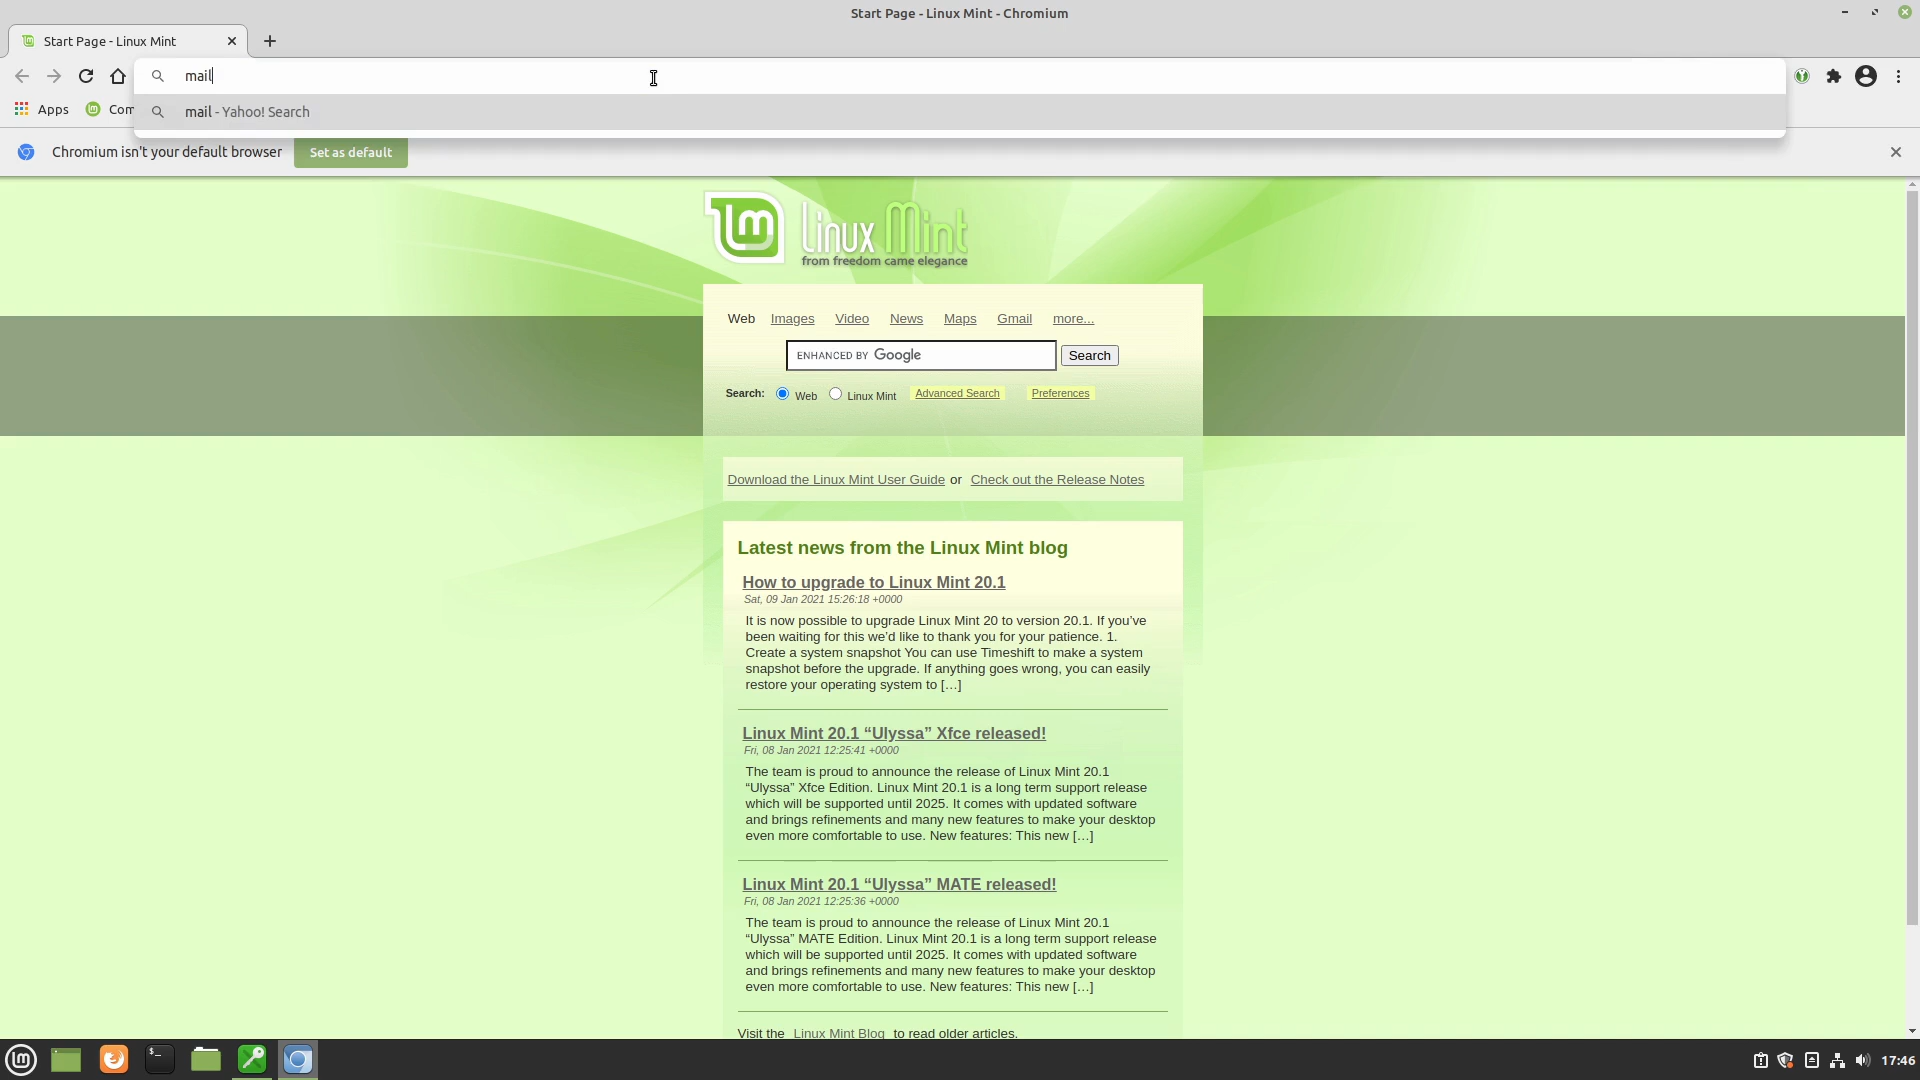 Start Page - Linux Mint - Chromium
Start Page - Linux Mint
mail
Apps
Com
mail - Yahoo! Search
Chromium isn't your default browser
Set as default
Linux Mint
from freedom came elegance
Web Images Video News Maps Gmail more...
ENHANCED BY Google Search
Search: Web Linux Mint Advanced Search Preferences
Download the Linux Mint User Guide or Check out the Release Notes
Latest news from the Linux Mint blog
How to upgrade to Linux Mint 20.1
Sat, 09 Jan 2021 15:26:18 +0000
It is now possible to upgrade Linux Mint 20 to version 20.1. If you’ve
been waiting for this we’d like to thank you for your patience. 1.
Create a system snapshot You can use Timeshift to make a system
snapshot before the upgrade. If anything goes wrong, you can easily
restore your operating system to […]
Linux Mint 20.1 “Ulyssa” Xfce released!
Fri, 08 Jan 2021 12:25:41 +0000
The team is proud to announce the release of Linux Mint 20.1
“Ulyssa” Xfce Edition. Linux Mint 20.1 is a long term support release
which will be supported until 2025. It comes with updated software
and brings refinements and many new features to make your desktop
even more comfortable to use. New features: This new […]
Linux Mint 20.1 “Ulyssa” MATE released!
Fri, 08 Jan 2021 12:25:36 +0000
The team is proud to announce the release of Linux Mint 20.1
“Ulyssa” MATE Edition. Linux Mint 20.1 is a long term support release
which will be supported until 2025. It comes with updated software
and brings refinements and many new features to make your desktop
even more comfortable to use. New features: This new […]
Visit the Linux Mint Blog to read older articles.
17:46